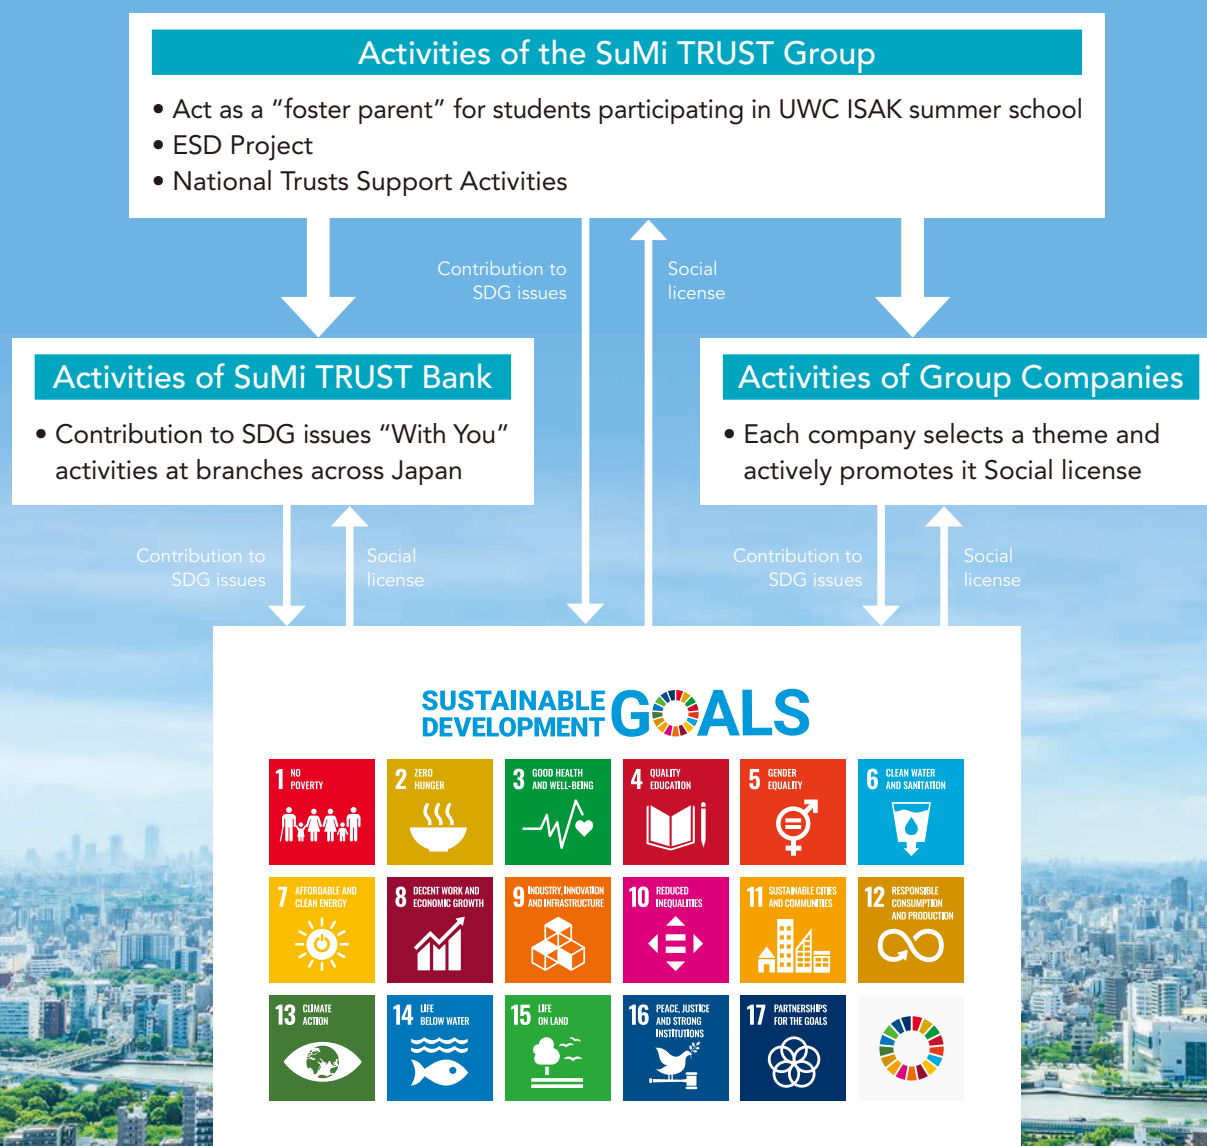 Activities of the SuMi TRUST Group
• Act as a “foster parent” for students participating in UWC ISAK summer school
• ESD Project
• National Trusts Support Activities
Contribution to
SDG issues
Social
license
Activities of SuMi TRUST Bank
• Contribution to SDG issues “With You”
activities at branches across Japan
Activities of Group Companies
• Each company selects a theme and
actively promotes it Social license
Contribution to
SDG issues
Social
license
Contribution to
SDG issues
Social
license
SUSTAINABLE
DEVELOPMENT
GOALS
1 NO
POVERTY
2 ZERO
HUNGER
3 GOOD HEALTH
AND WELL-BEING
4 QUALITY
EDUCATION
5 GENDER
EQUALITY
6 CLEAN WATER
AND SANITATION
7 AFFORDABLE AND
CLEAN ENERGY
8 DECENT WORK AND
ECONOMIC GROWTH
9 INDUSTRY, INNOVATION
AND INFRASTRUCTURE
10 REDUCED
INEQUALITIES
11 SUSTAINABLE CITIES
AND COMMUNITIES
12 RESPONSIBLE
CONSUMPTION
AND PRODUCTION
13 CLIMATE
ACTION
14 LIFE
BELOW WATER
15 LIFE
ON LAND
16 PEACE, JUSTICE
AND STRONG
INSTITUTIONS
17 PARTNERSHIPS
FOR THE GOALS